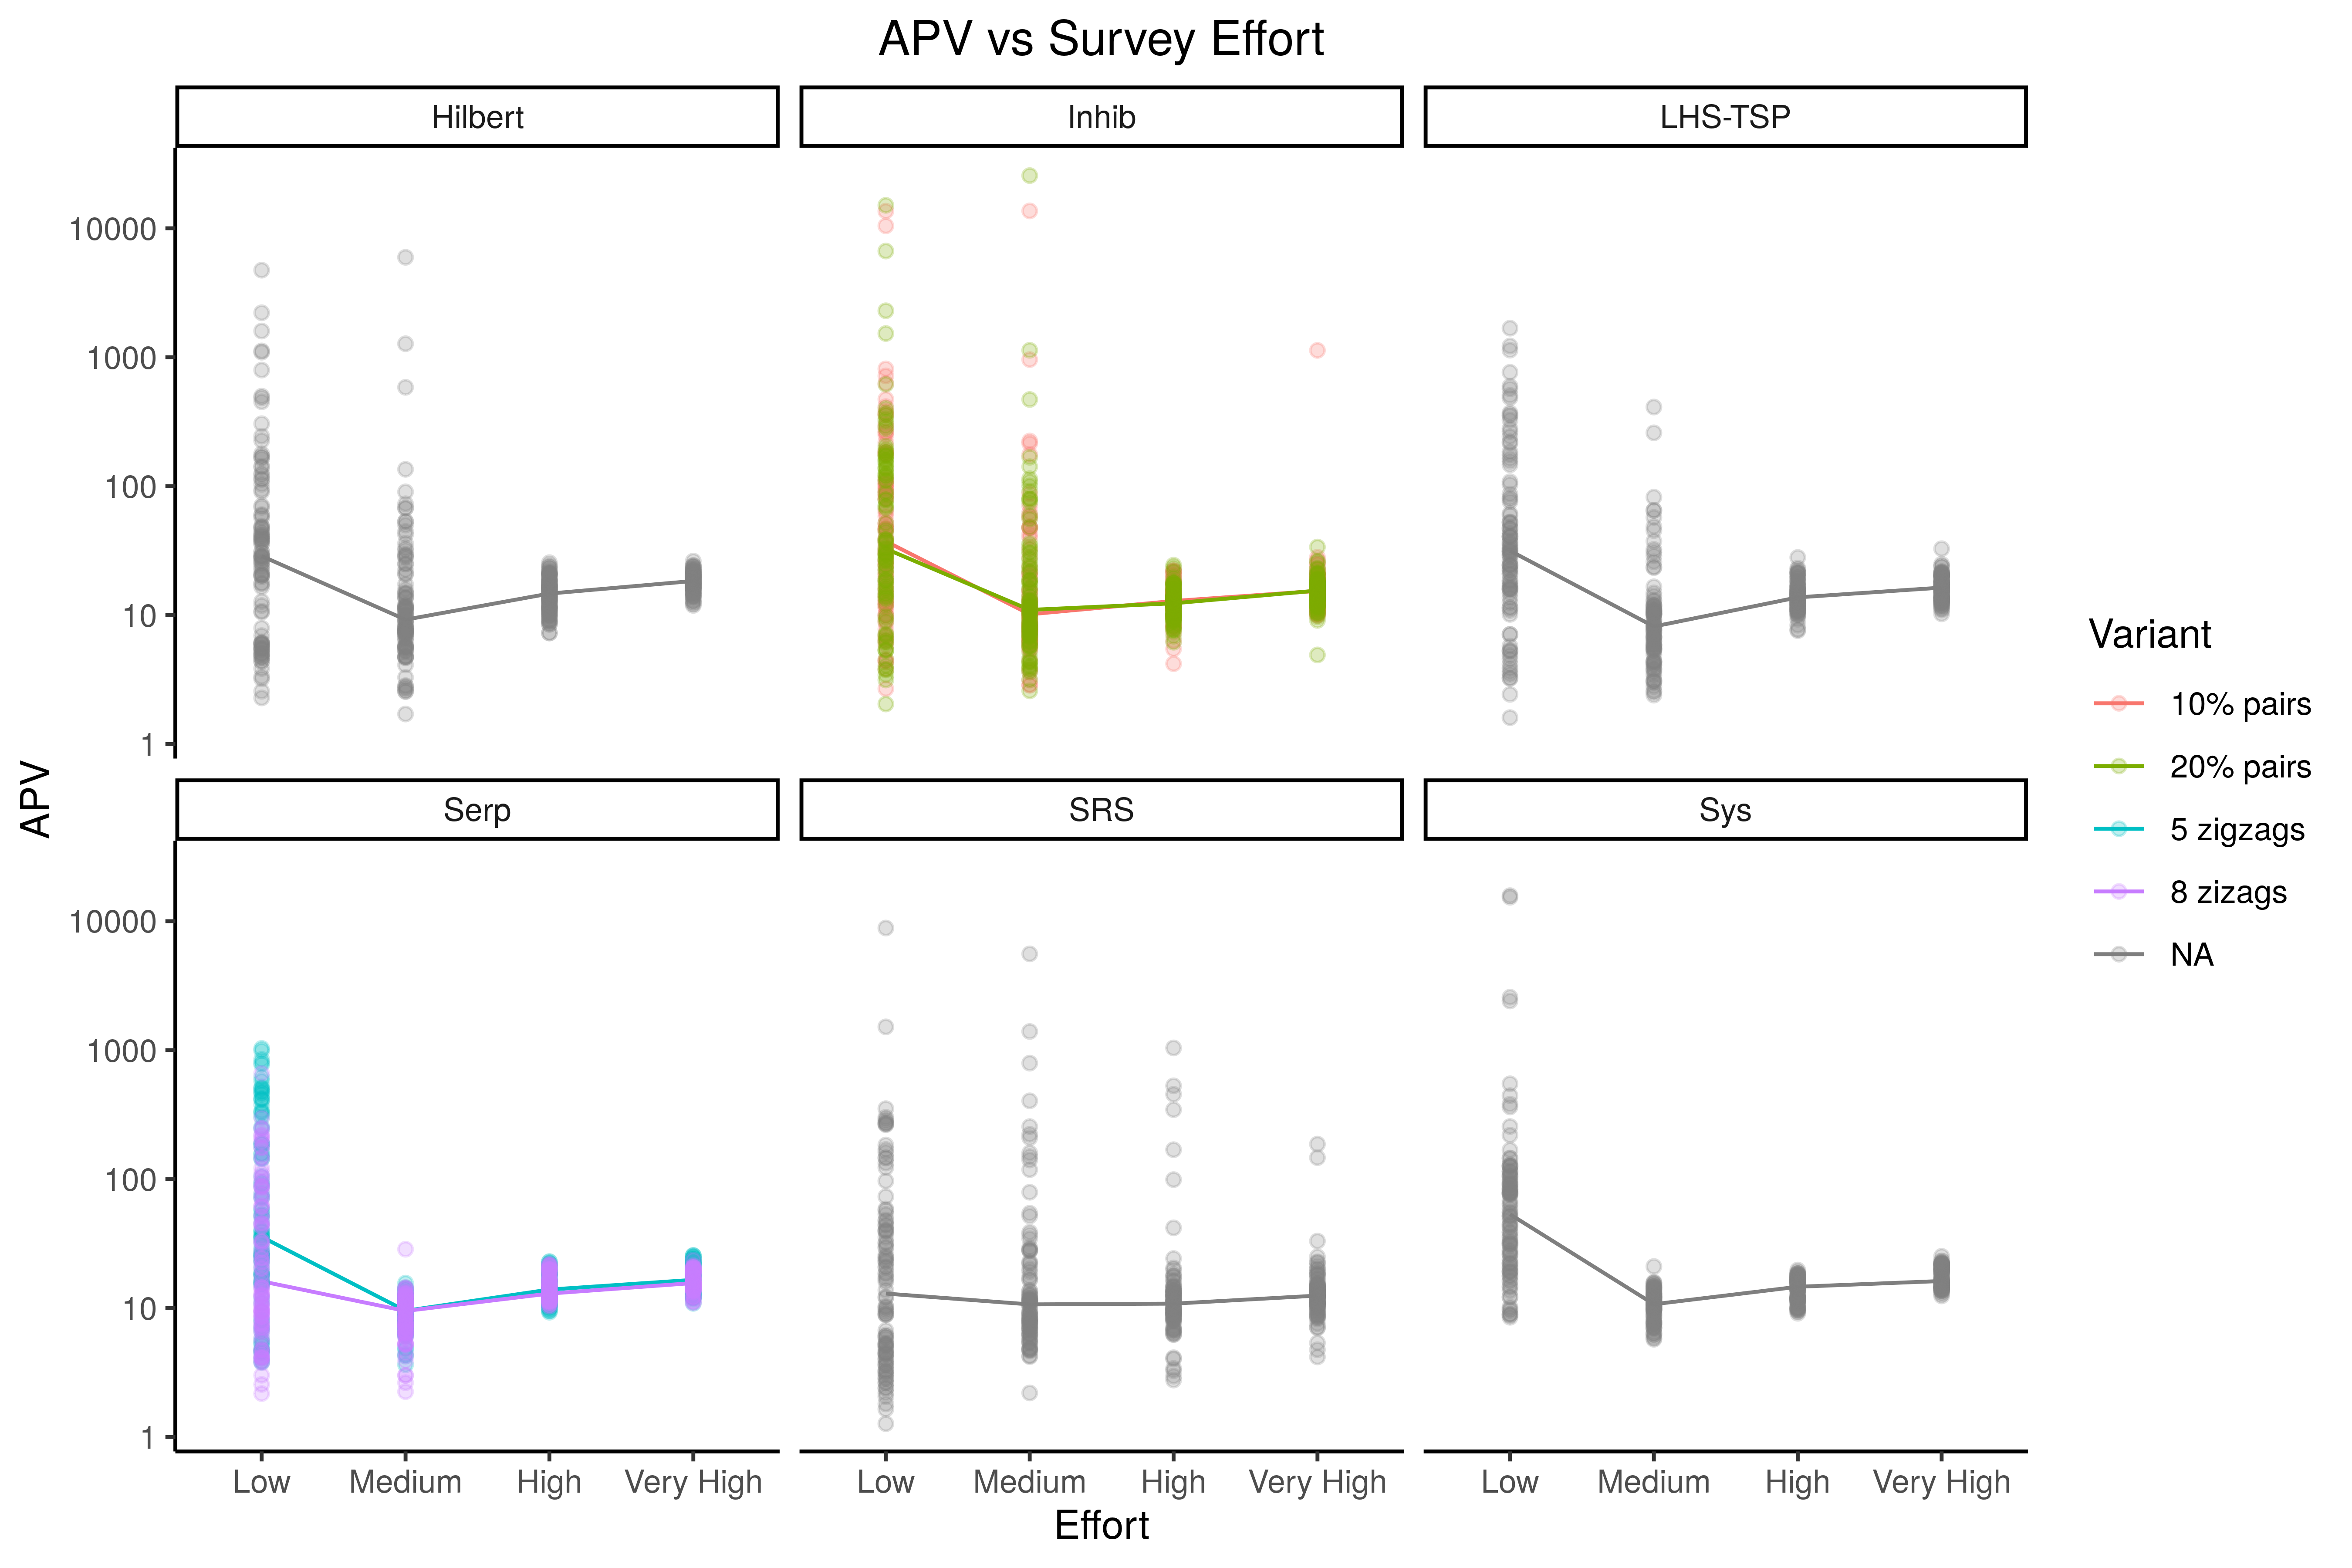 APV vs Survey Effort
Hilbert
Inhib
LHS-TSP
10000
1000
100
10
1
Serp
SRS
Sys
10000
1000
100
10
1
Low Medium High Very High
Low Medium High Very High
Low Medium High Very High
Effort
APV
Variant
10% pairs
20% pairs
5 zigzags
8 zizags
NA